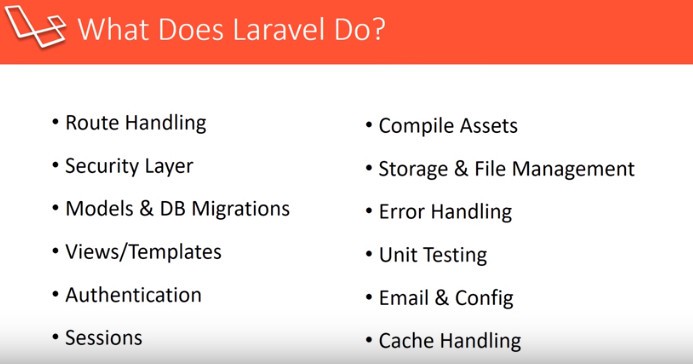 What Does Laravel Do?
• Route Handling
• Security Layer
• Models & DB Migrations
• Views/Templates
• Authentication
• Sessions
• Compile Assets
• Storage & File Management
• Error Handling
• Unit Testing
• Email & Config
• Cache Handling